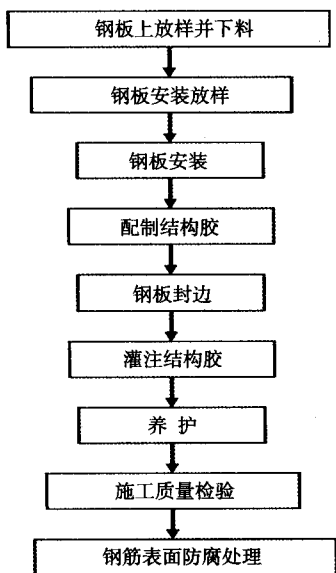 钢板上放样并下料
钢板安装放样
钢板安装
配制结构胶
钢板封边
灌注结构胶
养 护
施工质量检验
钢筋表面防腐处理